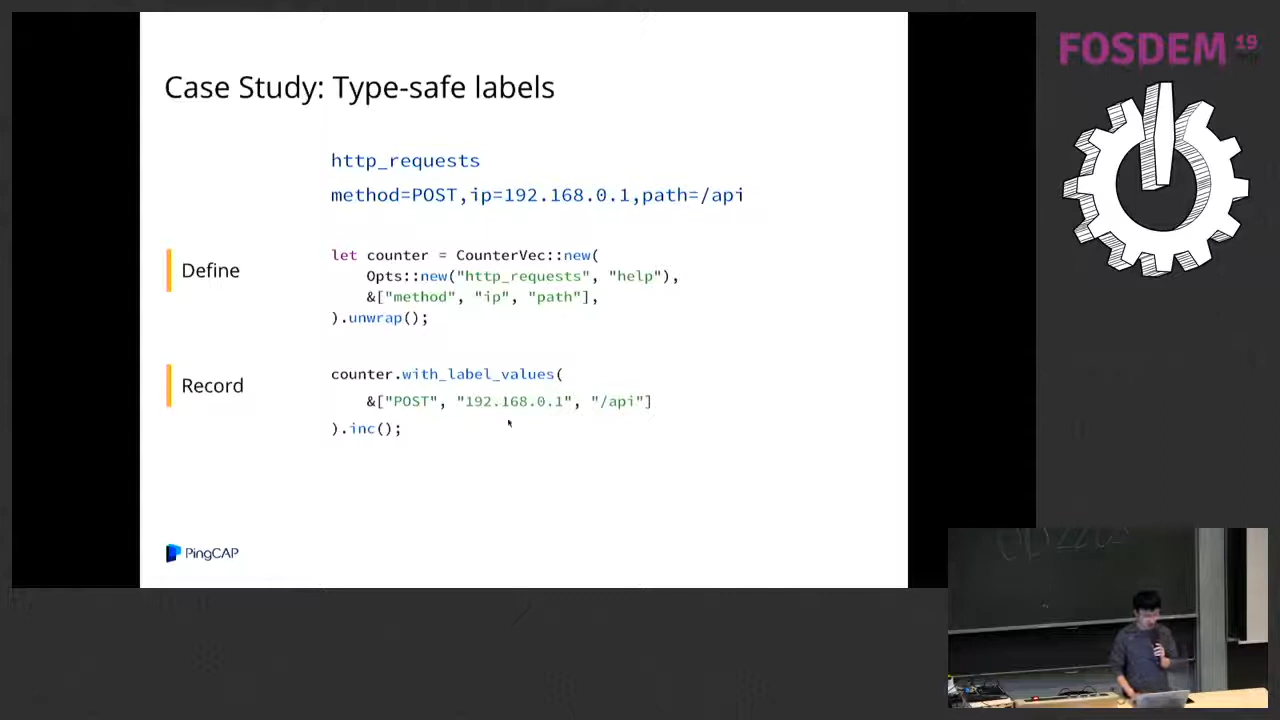 Case Study: Type-safe labels
http_requests
method=POST,ip=192.168.0.1,path=/api
Define
let counter = CounterVec::new(
Opts::new("http_requests", "help"),
&["method", "ip", "path"],
).unwrap();
Record
counter.with_label_values(
&["POST", "192.168.0.1", "/api"]
).inc();
PingCAP
FOSDEM 19